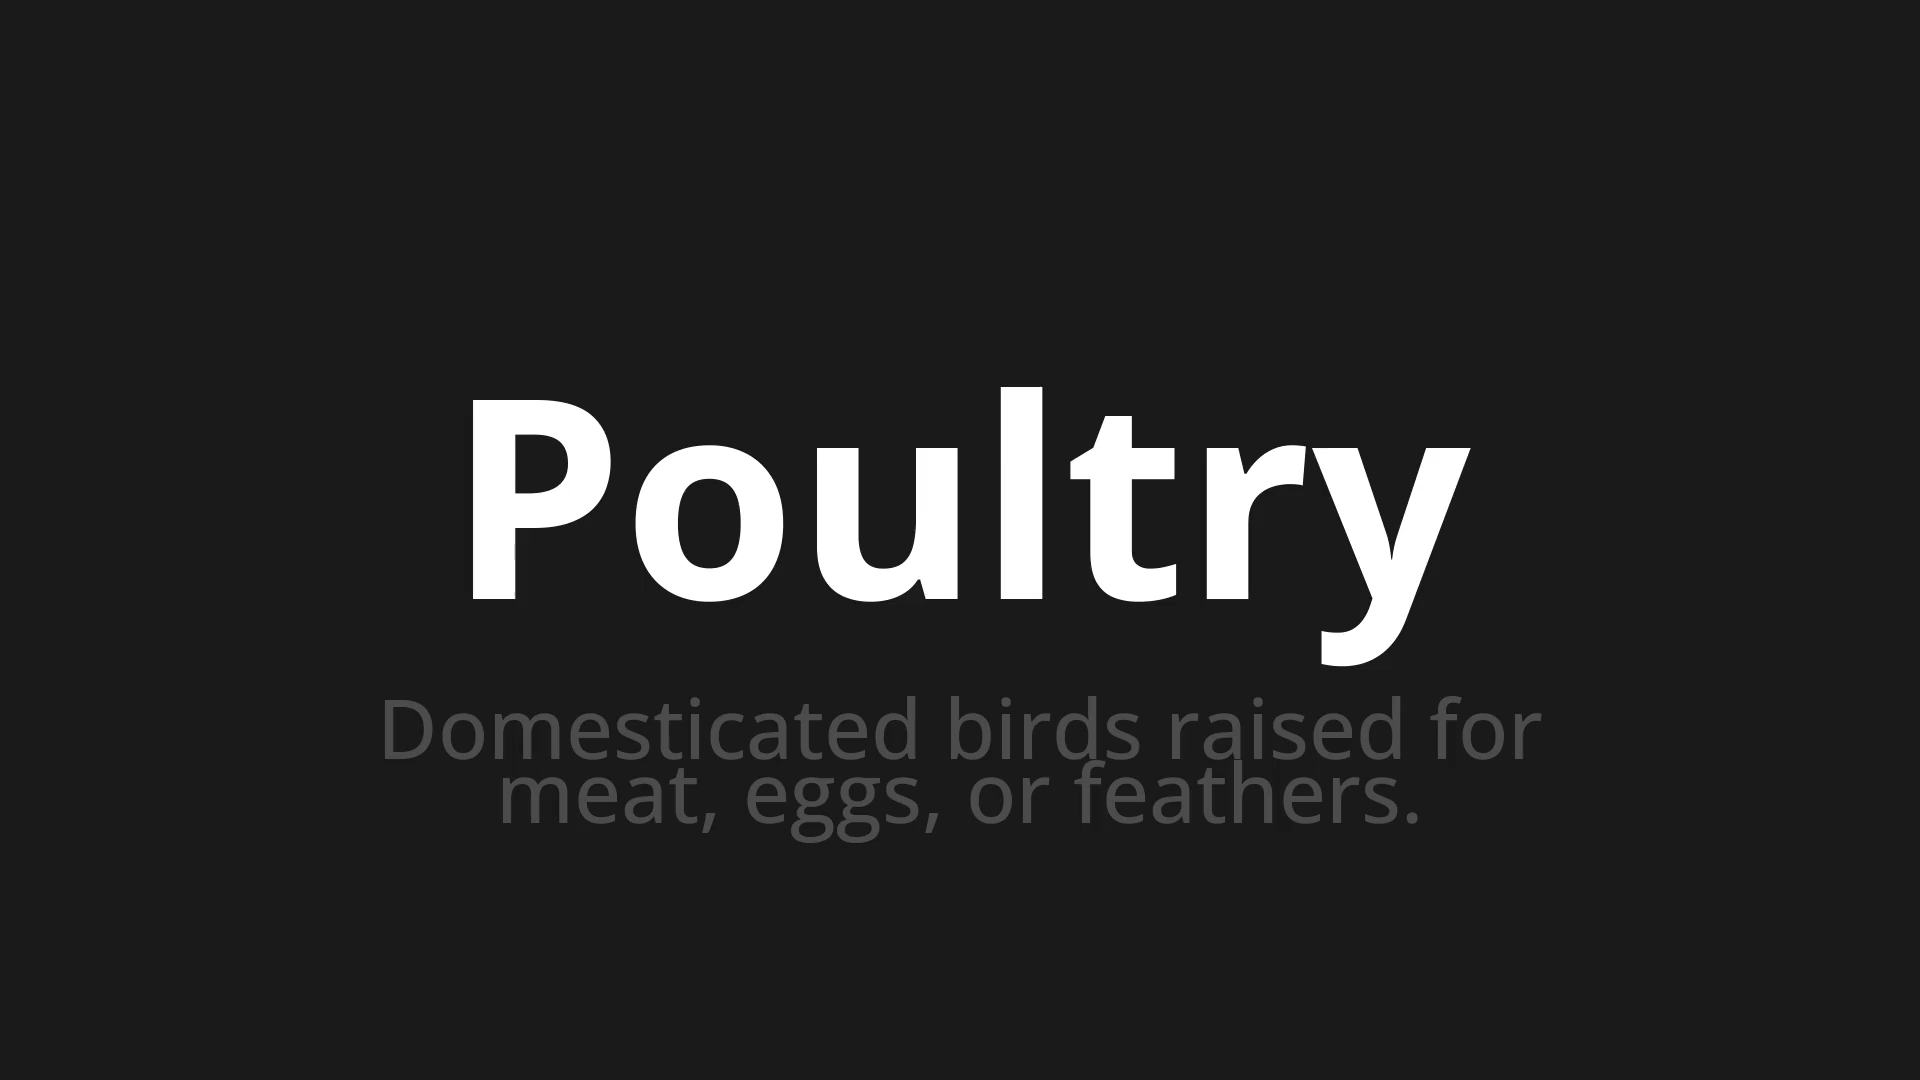 Poultry
Domesticated birds raised for
meat, eggs, or feathers.